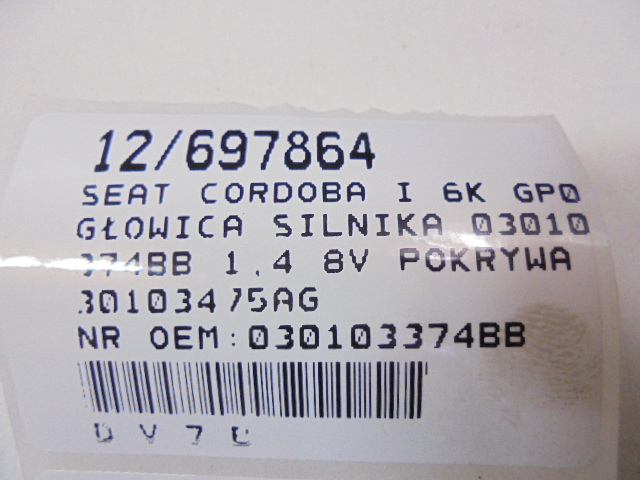 12/697864
SEAT CORDOBA I 6K GP0
GŁOWICA SILNIKA 03010
374BB 1.4 8V POKRYWA
30103475AG
NR OEM:030103374BB